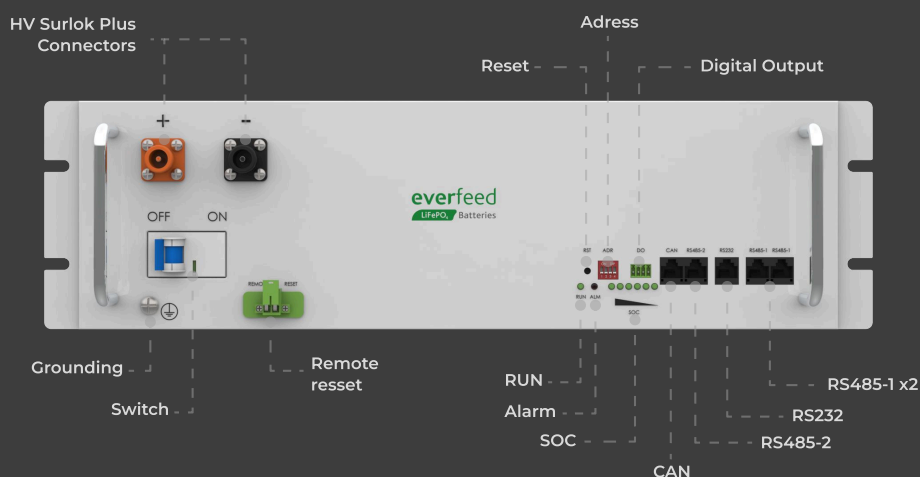 HV Surlok Plus
Connectors
Adress
Reset
Digital Output
+
-
everfeed
LiFePO₄ Batteries
OFF ON
RST ADR DO CAN RS485-2 RS232 RS485-1 RS485-1
REMO RESET
RUN ALM
SOC
Grounding
Remote
resset
Switch
RUN
Alarm
SOC
CAN
RS485-2
RS232
RS485-1 x2